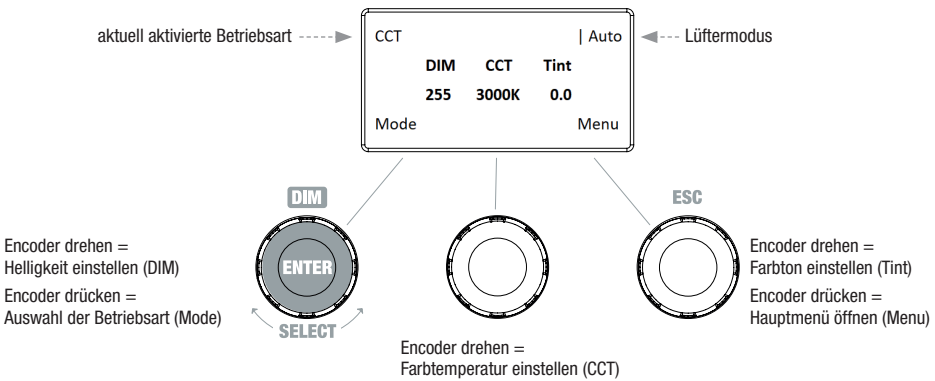 aktuell aktivierte Betriebsart
CCT | Auto
Lüftermodus
DIM CCT Tint
255 3000K 0.0
Mode Menu
DIM
ESC
ENTER
SELECT
Encoder drehen =
Helligkeit einstellen (DIM)
Encoder drücken =
Auswahl der Betriebsart (Mode)
Encoder drehen =
Farbtemperatur einstellen (CCT)
Encoder drehen =
Farbton einstellen (Tint)
Encoder drücken =
Hauptmenü öffnen (Menu)